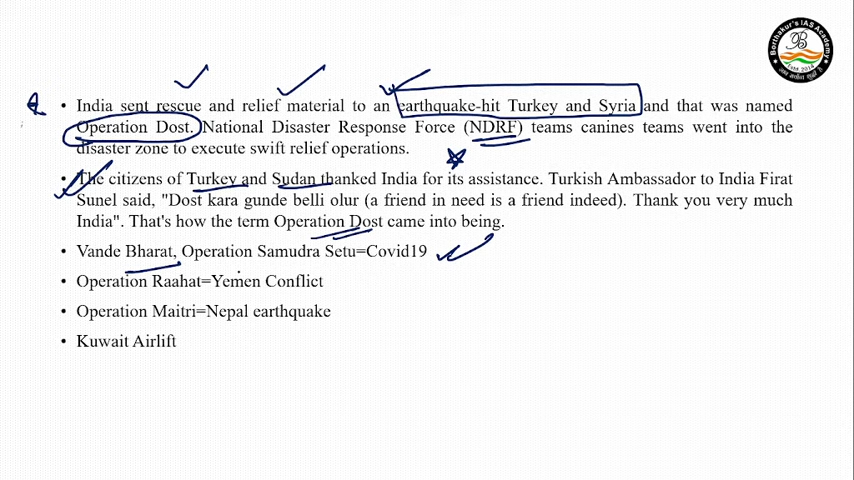 Borthakur's IAS Academy
B
Estd. 2014
• India sent rescue and relief material to an earthquake-hit Turkey and Syria and that was named
Operation Dost. National Disaster Response Force (NDRF) teams canines teams went into the
disaster zone to execute swift relief operations.
• The citizens of Turkey and Sudan thanked India for its assistance. Turkish Ambassador to India Firat
Sunel said, "Dost kara gunde belli olur (a friend in need is a friend indeed). Thank you very much
India". That's how the term Operation Dost came into being.
• Vande Bharat, Operation Samudra Setu=Covid19
• Operation Raahat=Yemen Conflict
• Operation Maitri=Nepal earthquake
• Kuwait Airlift